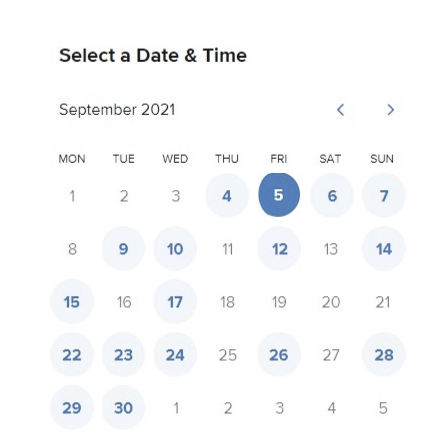 Select a Date & Time
September 2021
MON TUE WED THU FRI SAT SUN
1 2 3 4 5 6 7
8 9 10 11 12 13 14
15 16 17 18 19 20 21
22 23 24 25 26 27 28
29 30 1 2 3 4 5